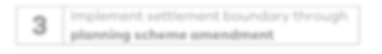 3
Implement settlement boundary through
planning scheme amendment